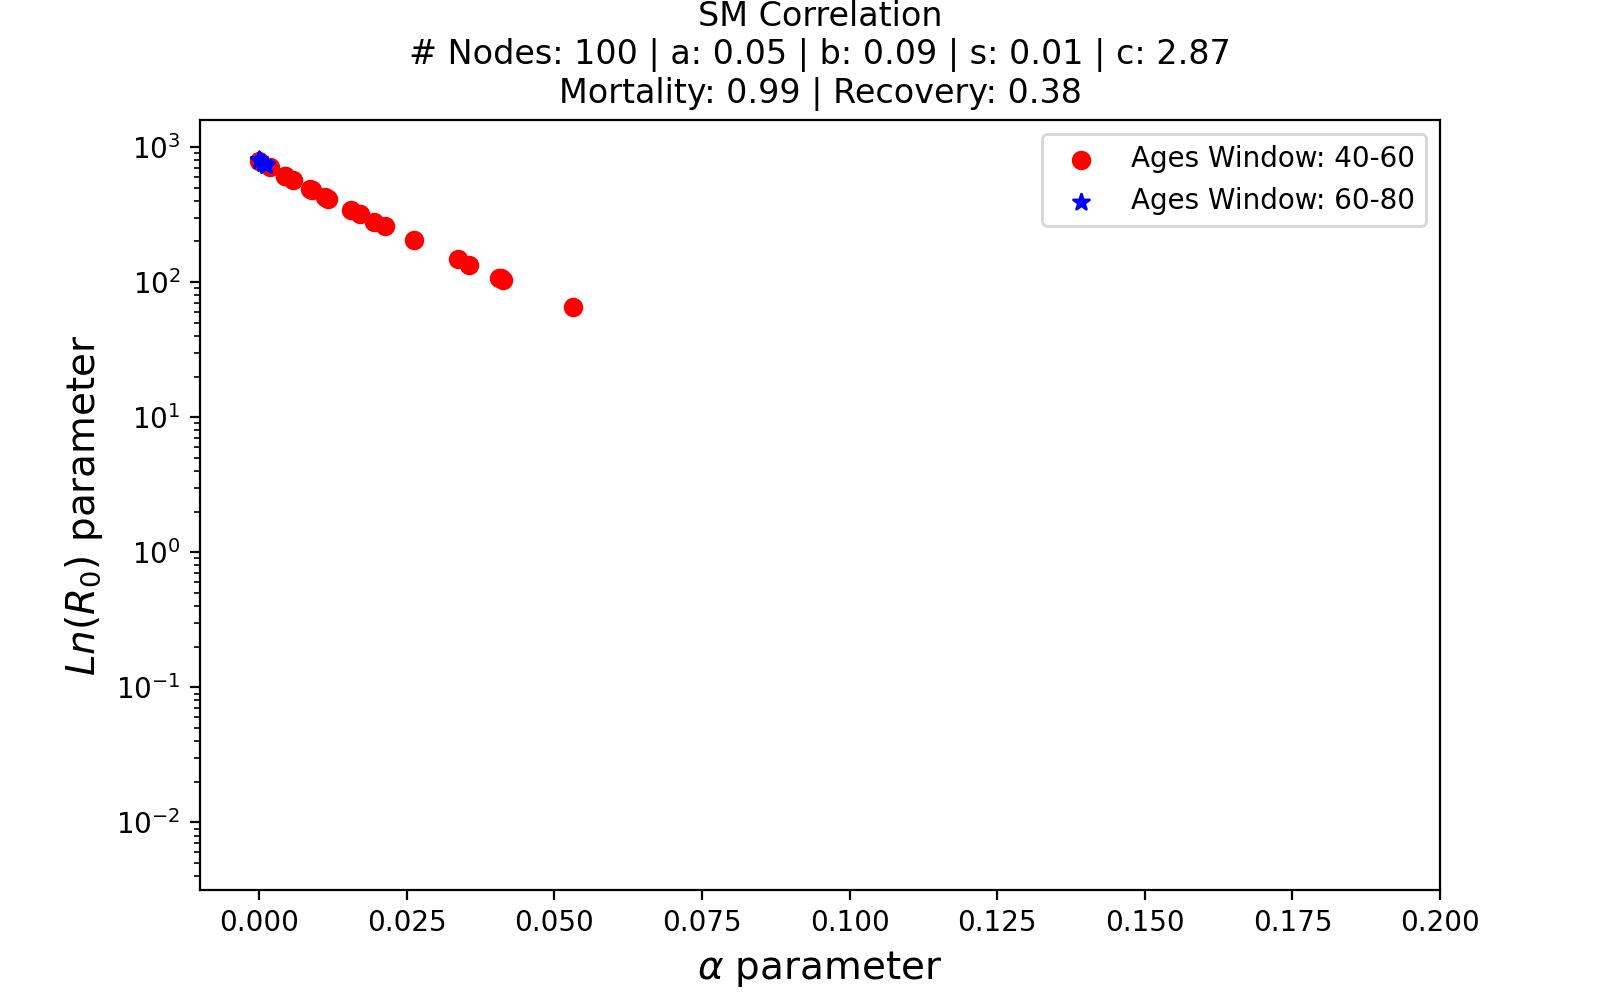 SM Correlation
# Nodes: 100 | a: 0.05 | b: 0.09 | s: 0.01 | c: 2.87
Mortality: 0.99 | Recovery: 0.38
Ages Window: 40-60
Ages Window: 60-80
Ln(R₀) parameter
10³
10²
10¹
10⁰
10⁻¹
10⁻²
0.000 0.025 0.050 0.075 0.100 0.125 0.150 0.175 0.200
α parameter